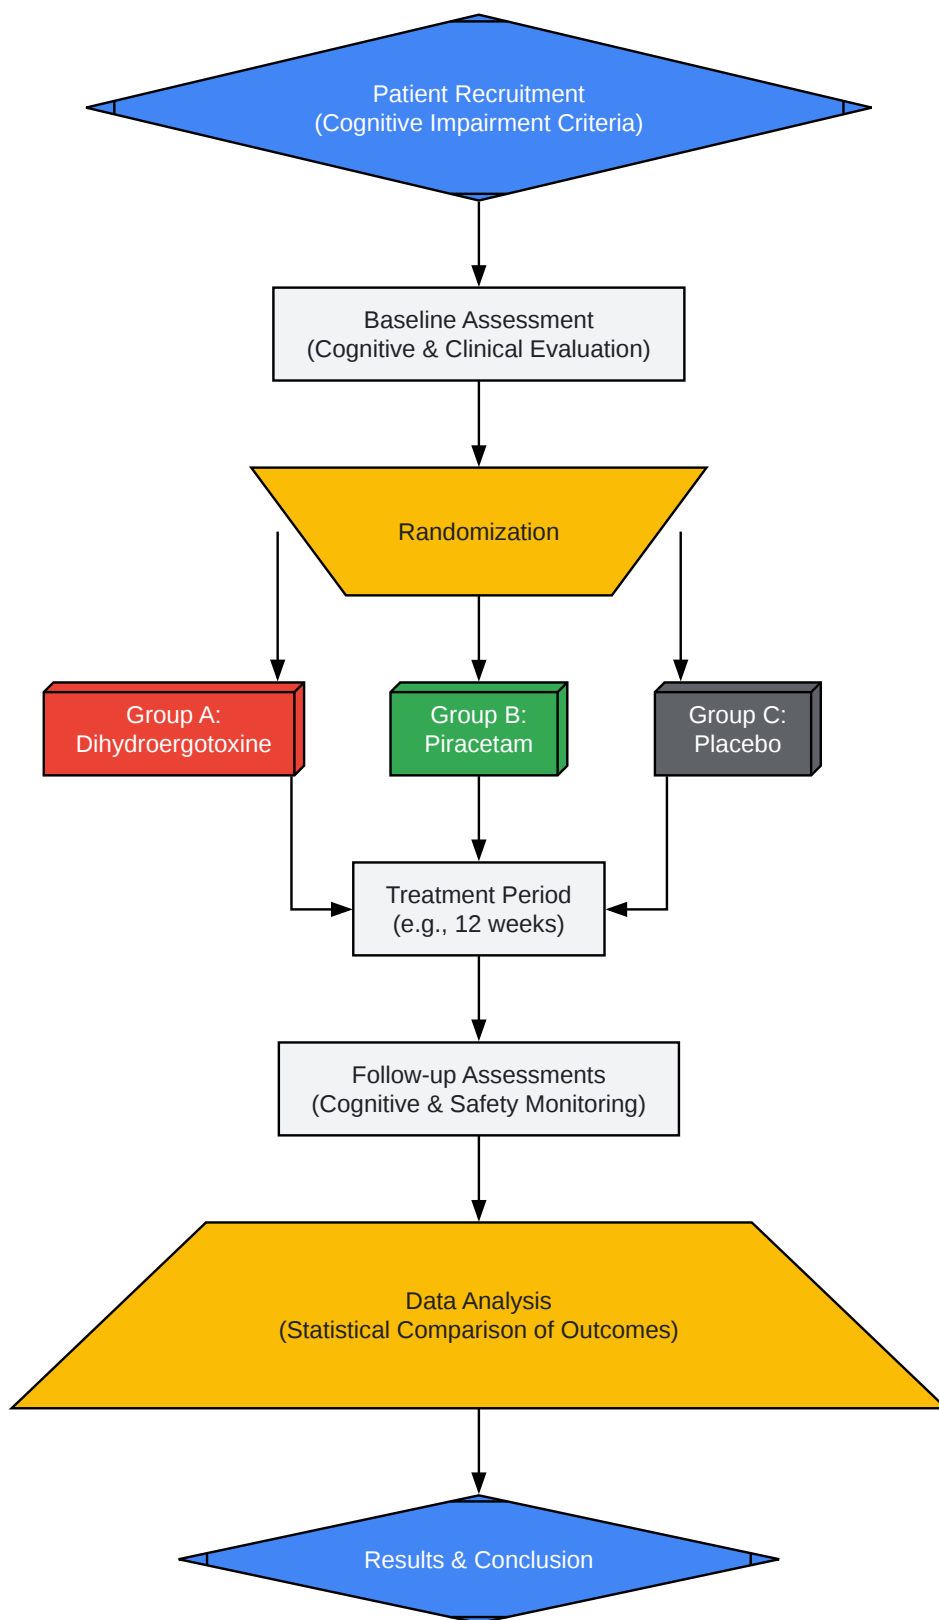 Patient Recruitment
(Cognitive Impairment Criteria)
Baseline Assessment
(Cognitive & Clinical Evaluation)
Randomization
Group A:
Dihydroergotoxine
Group B:
Piracetam
Group C:
Placebo
Treatment Period
(e.g., 12 weeks)
Follow-up Assessments
(Cognitive & Safety Monitoring)
Data Analysis
(Statistical Comparison of Outcomes)
Results & Conclusion